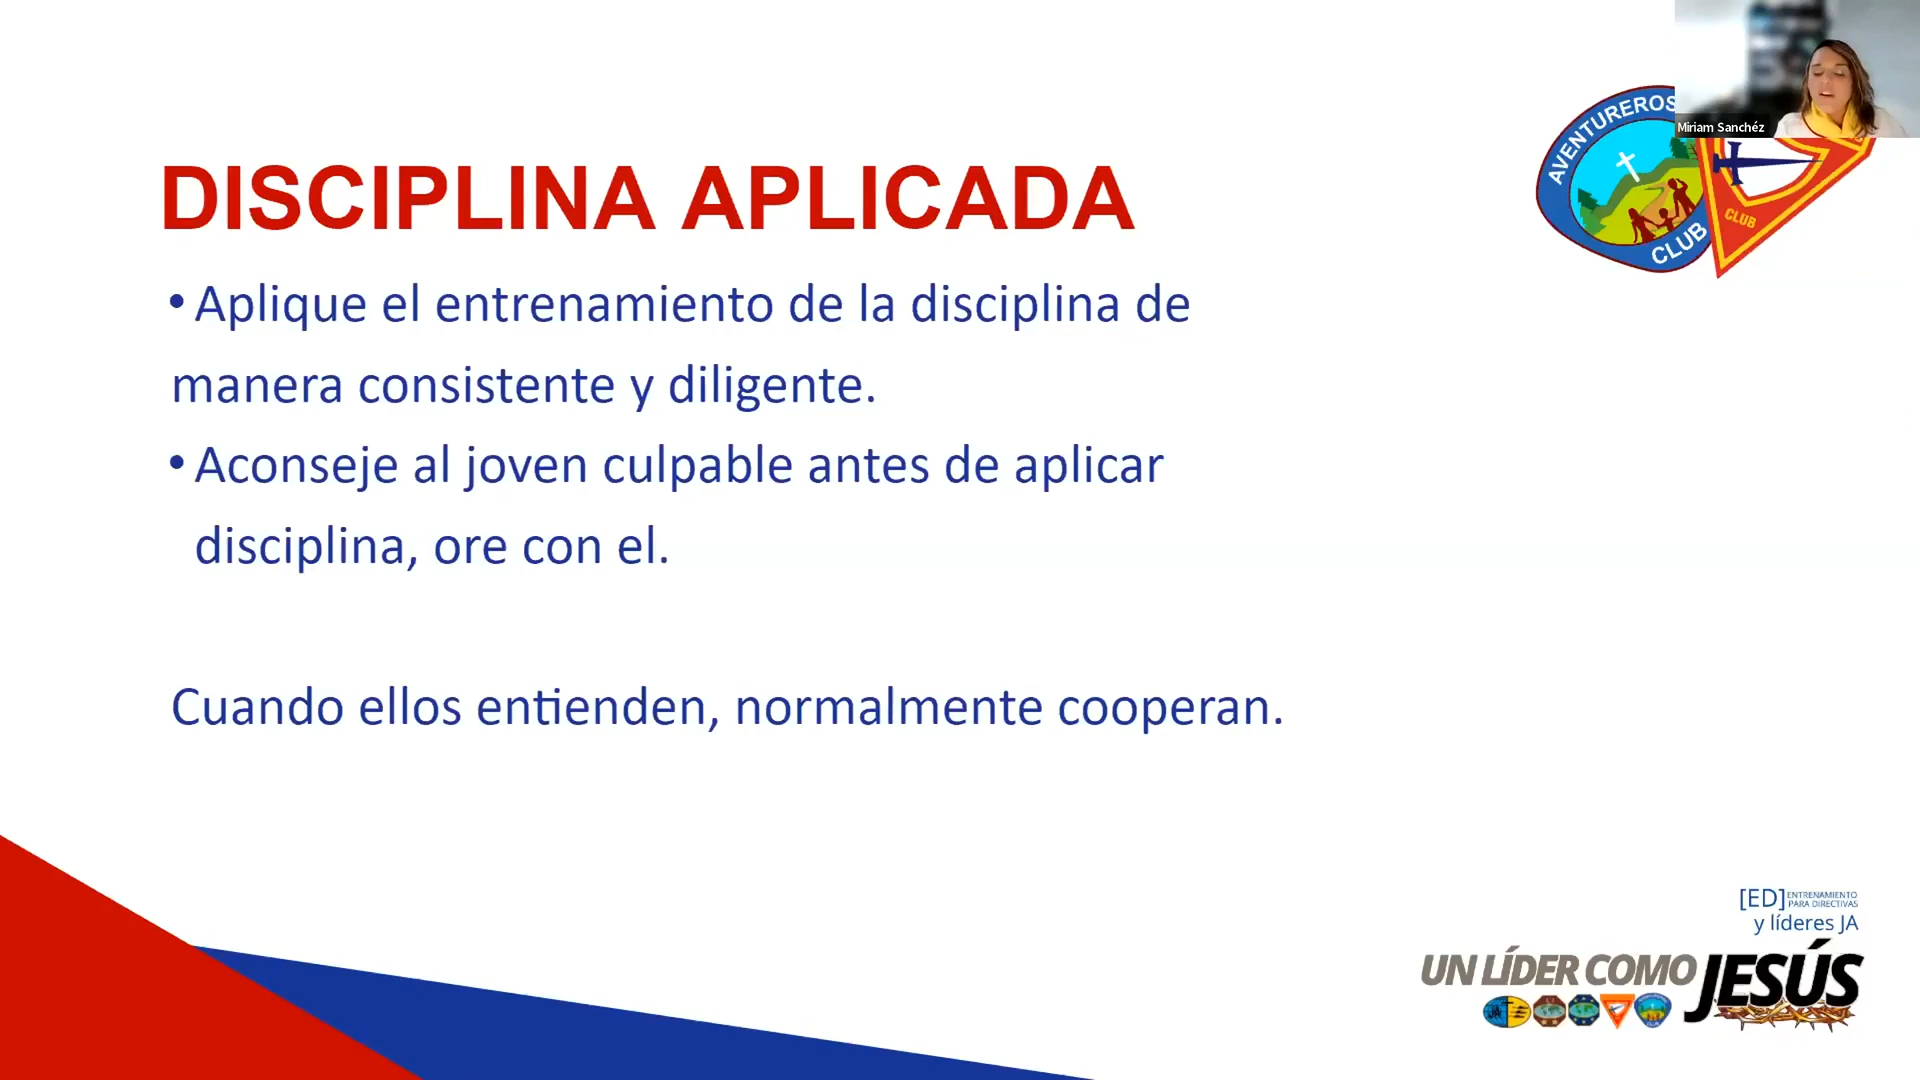 Miriam Sanchéz
AVENTUREROS
CLUB
CLUB
DISCIPLINA APLICADA
•Aplique el entrenamiento de la disciplina de
manera consistente y diligente.
•Aconseje al joven culpable antes de aplicar
disciplina, ore con el.
Cuando ellos entienden, normalmente cooperan.
[ED] ENTRENAMIENTO
PARA DIRECTIVAS
y líderes JA
UN LÍDER COMO JESÚS